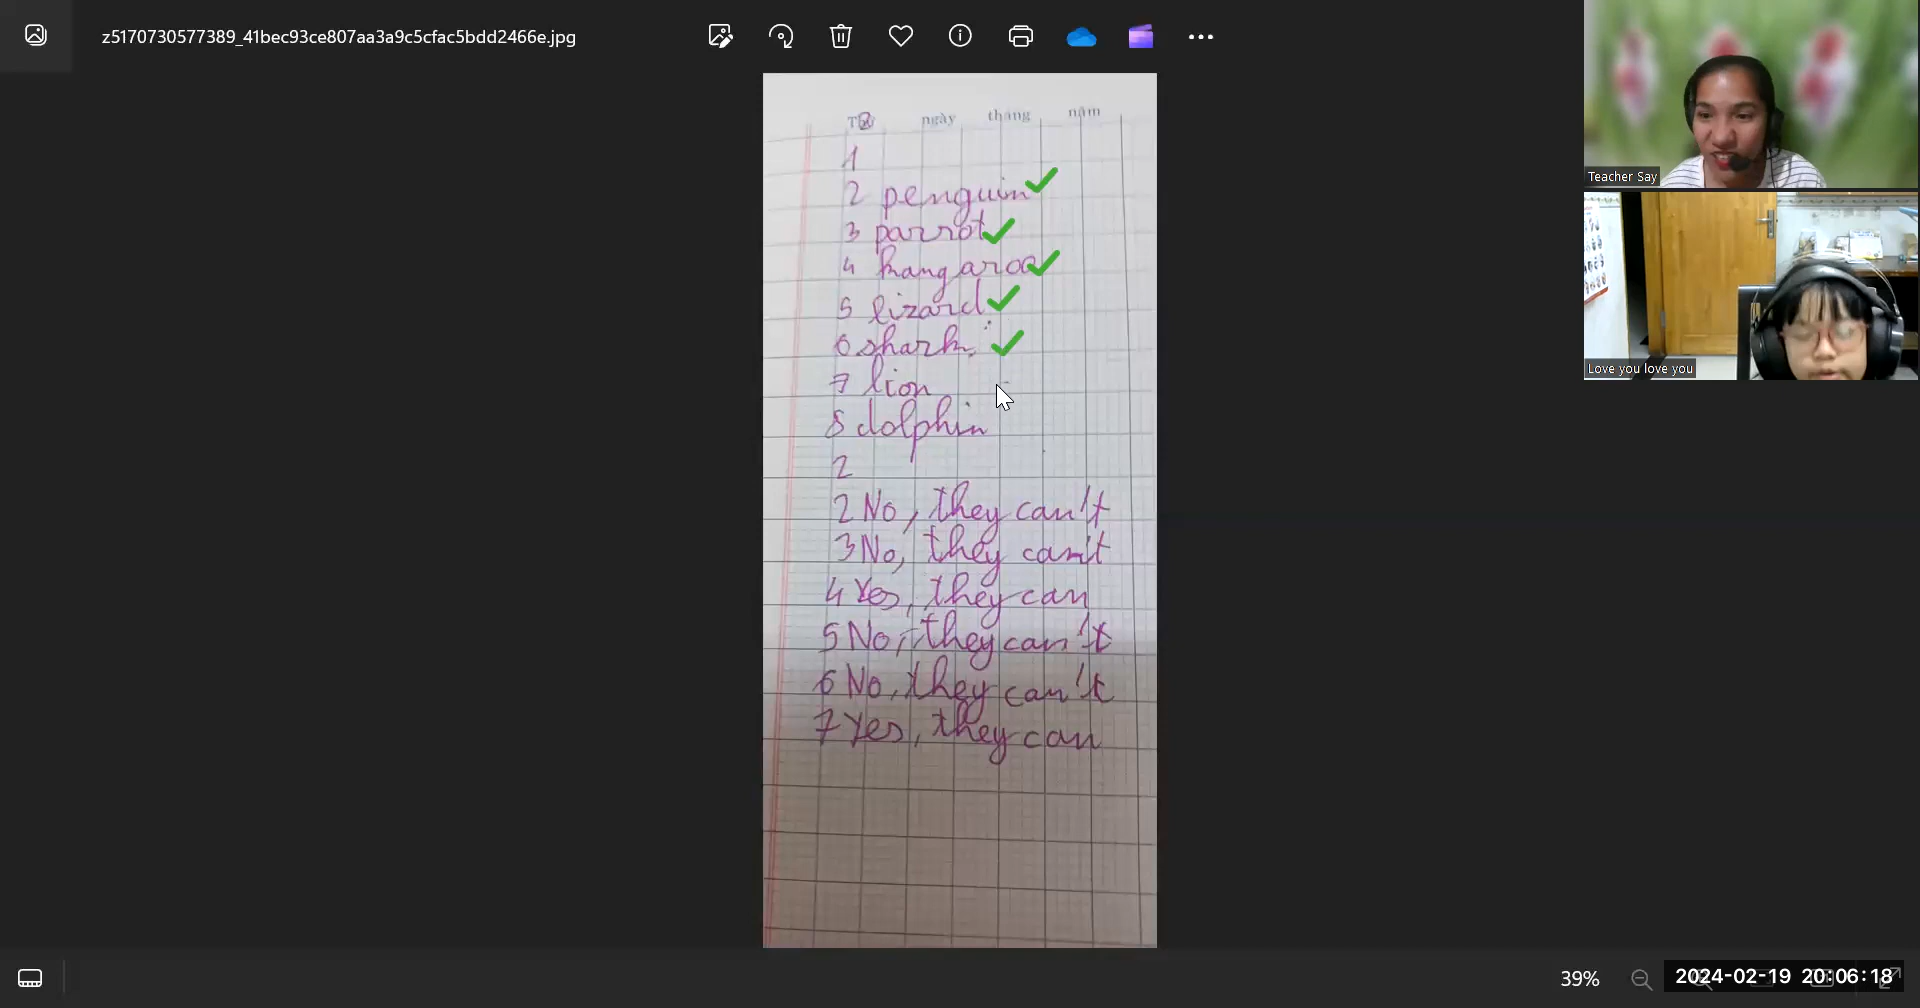 z5170730577389_41bec93ce807aa3a9c5cfac5bdd2466e.jpg
Teacher Say
Love you love you
Thứ ngày tháng năm
1
2 penguin
3 parrot
4 kangaroo
5 lizard
6 shark
7 lion
8 dolphin
2
2 No, they can't
3 No, they can't
4 Yes, they can
5 No, they can't
6 No, they can't
7 Yes, they can
39%
2024-02-19 20:06:18